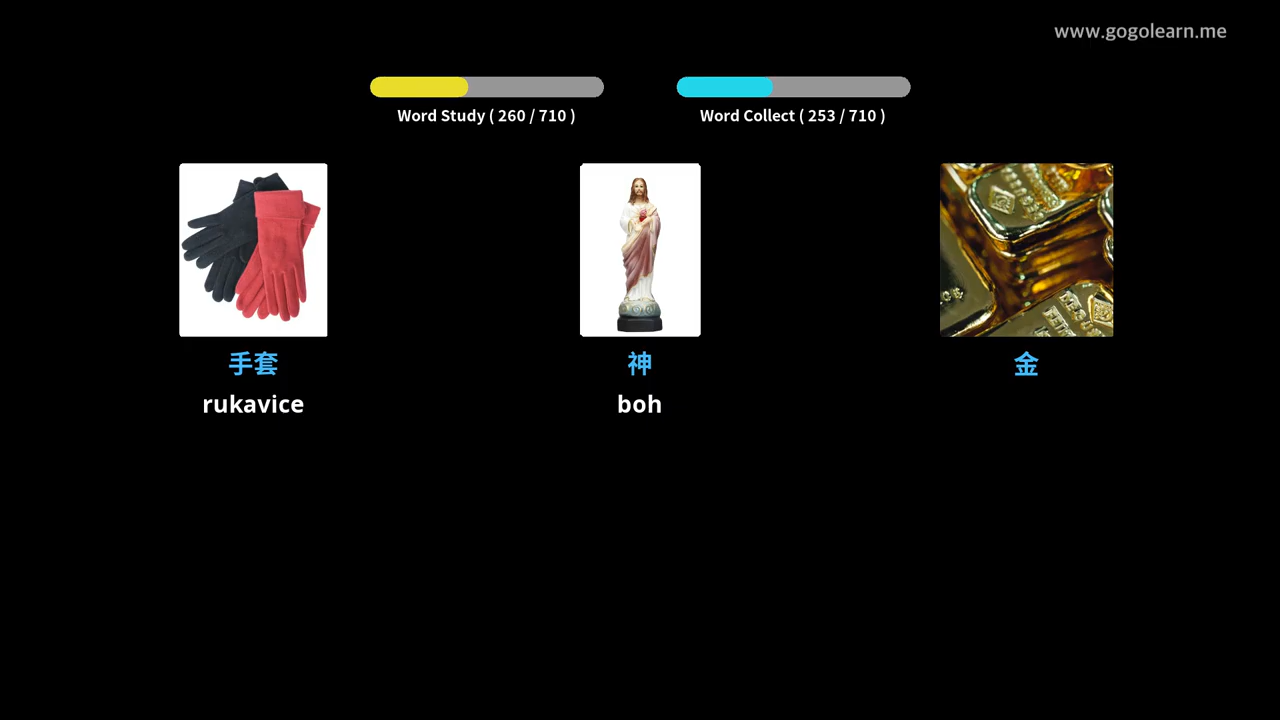 www.gogolearn.me
Word Study ( 260 / 710 )
Word Collect ( 253 / 710 )
手套
神
金
rukavice
boh